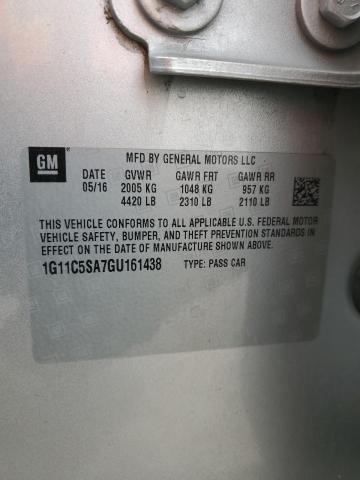 GM
MFD BY GENERAL MOTORS LLC
DATE GVWR GAWR FRT GAWR RR
05/16 2005 KG 1048 KG 957 KG
4420 LB 2310 LB 2110 LB
THIS VEHICLE CONFORMS TO ALL APPLICABLE U.S. FEDERAL MOTOR
VEHICLE SAFETY, BUMPER, AND THEFT PREVENTION STANDARDS IN
EFFECT ON THE DATE OF MANUFACTURE SHOWN ABOVE.
1G11C5SA7GU161438 TYPE: PASS CAR